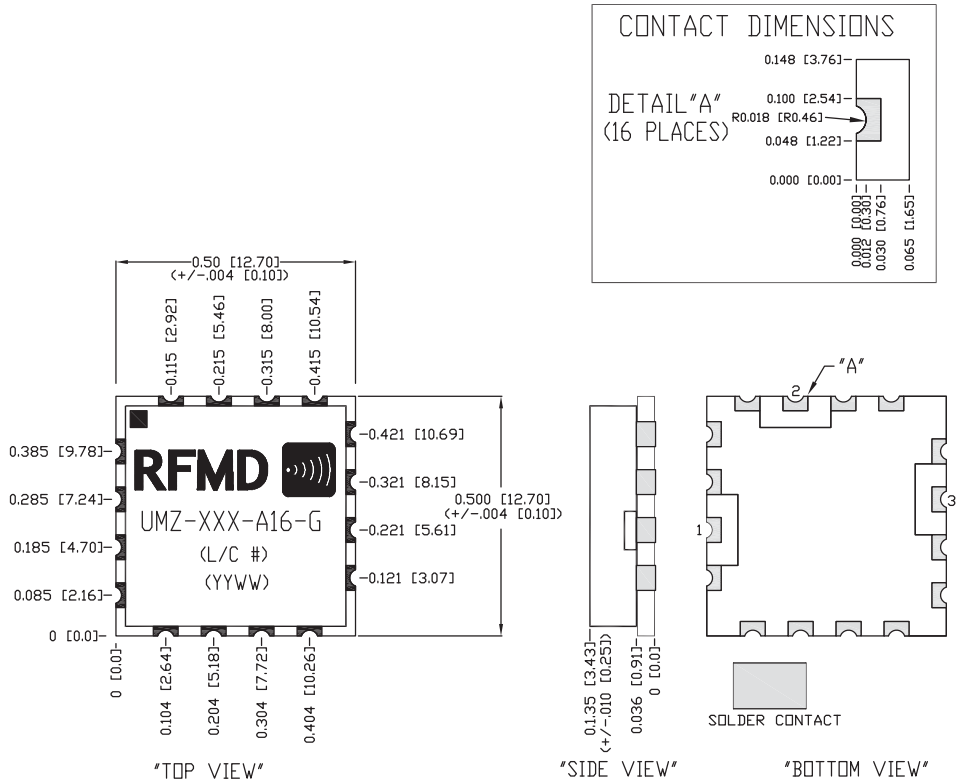 CONTACT DIMENSIONS
0.148 [3.76]
0.100 [2.54]
DETAIL"A"
R0.018 [R0.46]
(16 PLACES)
0.048 [1.22]
0.000 [0.00]
0.000 [0.00]
0.012 [0.30]
0.030 [0.76]
0.065 [1.65]
0.50 [12.70]
(+/-.004 [0.10])
0.115 [2.92]
0.215 [5.46]
0.315 [8.00]
0.415 [10.54]
"A"
2
0.385 [9.78]
0.285 [7.24]
0.185 [4.70]
0.085 [2.16]
0 [0.0]
RFMD
UMZ-XXX-A16-G
(L/C #)
(YYWW)
0.421 [10.69]
0.321 [8.15]
0.221 [5.61]
0.121 [3.07]
0.500 [12.70]
(+/-.004 [0.10])
1
3
0 [0.0]
0.104 [2.64]
0.204 [5.18]
0.304 [7.72]
0.404 [10.26]
0.1.35 [3.43]
(+/-.010 [0.25])
0.036 [0.91]
0 [0.0]
SOLDER CONTACT
"TOP VIEW"
"SIDE VIEW"
"BOTTOM VIEW"